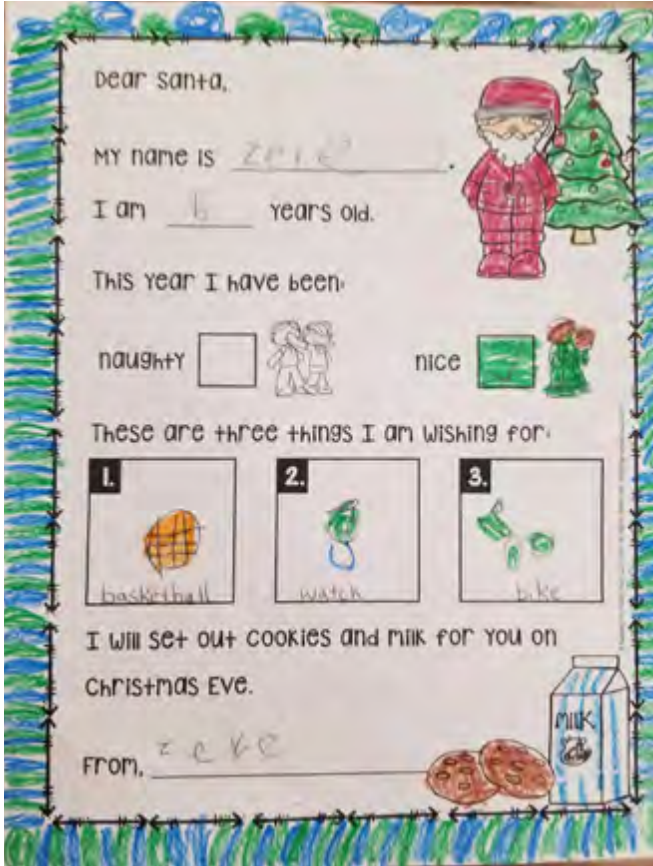 Dear Santa,
My name is Zeke.
I am 6 years old.
This year I have been:
naughty nice
These are three things I am wishing for:
1. 2. 3.
basketball watch bike
I will set out cookies and milk for you on
Christmas Eve.
MILK
From, Zeke